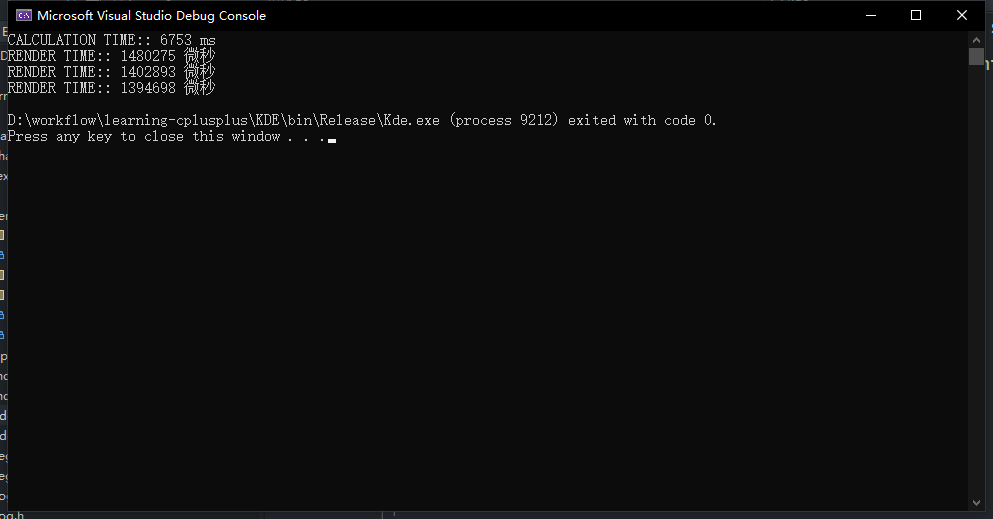 Microsoft Visual Studio Debug Console
CALCULATION TIME:: 6753 ms
RENDER TIME:: 1480275 微秒
RENDER TIME:: 1402893 微秒
RENDER TIME:: 1394698 微秒
D:\workflow\learning-cplusplus\KDE\bin\Release\Kde.exe (process 9212) exited with code 0.
Press any key to close this window . . .